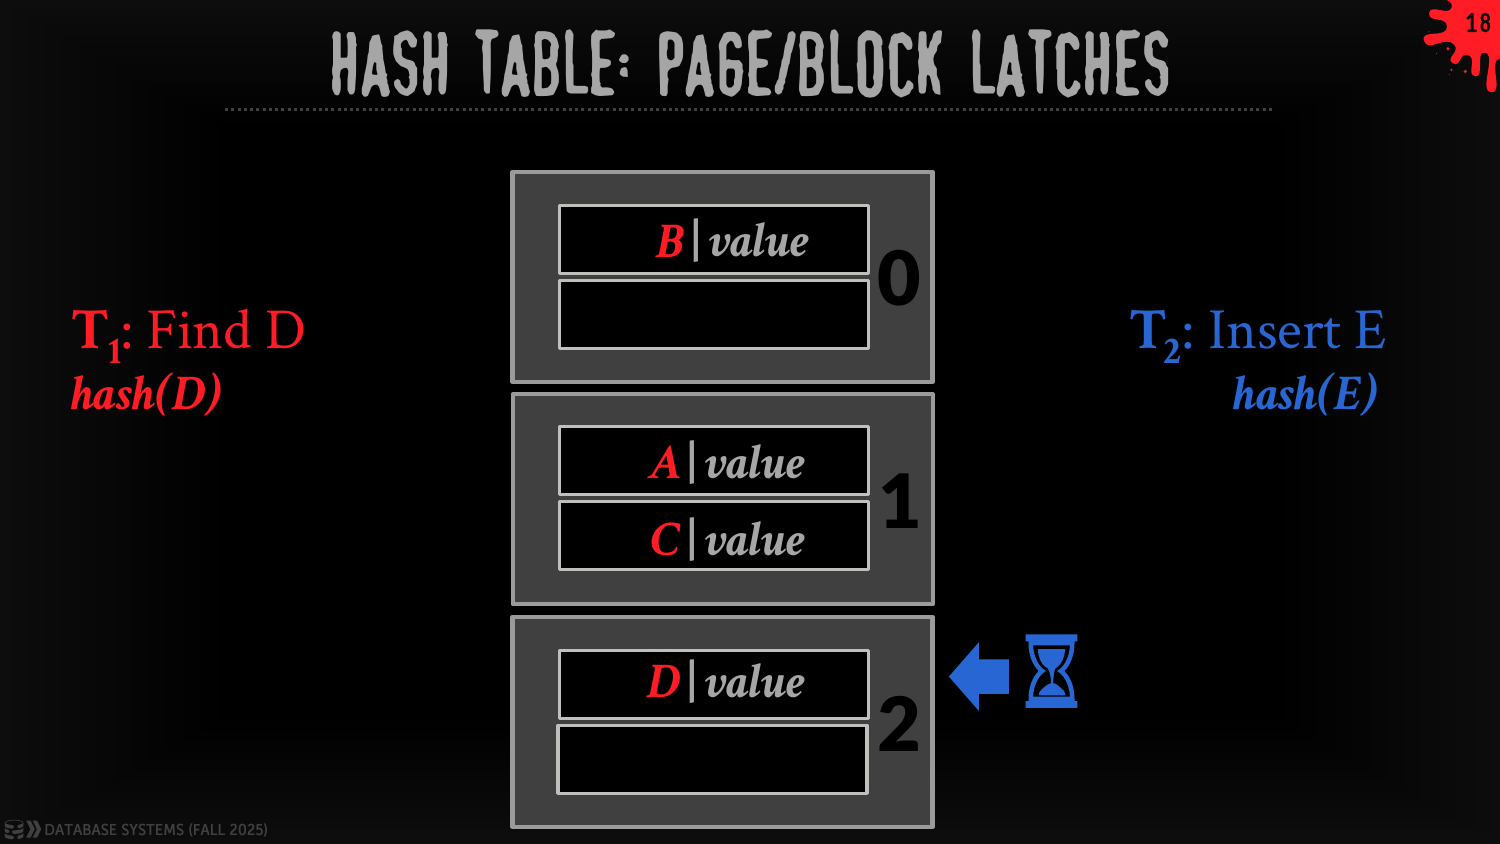 18
HASH TABLE: PAGE/BLOCK LATCHES
B|value
0
T1: Find D
hash(D)
T2: Insert E
hash(E)
A|value
1
C|value
D|value
2
DATABASE SYSTEMS (FALL 2025)